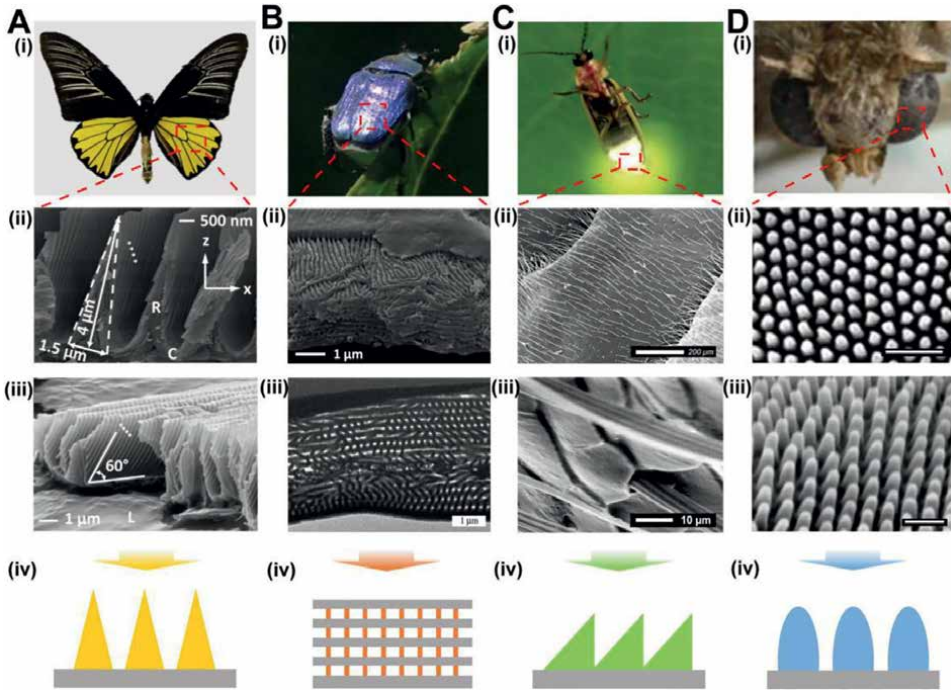 A
B
C
D
(i)
(i)
(i)
(i)
(ii)
500 nm
z
x
R
4 μm
1.5 μm
C
(ii)
1 μm
(ii)
200 μm
(ii)
(iii)
60°
1 μm
L
(iii)
1 μm
(iii)
10 μm
(iii)
(iv)
(iv)
(iv)
(iv)